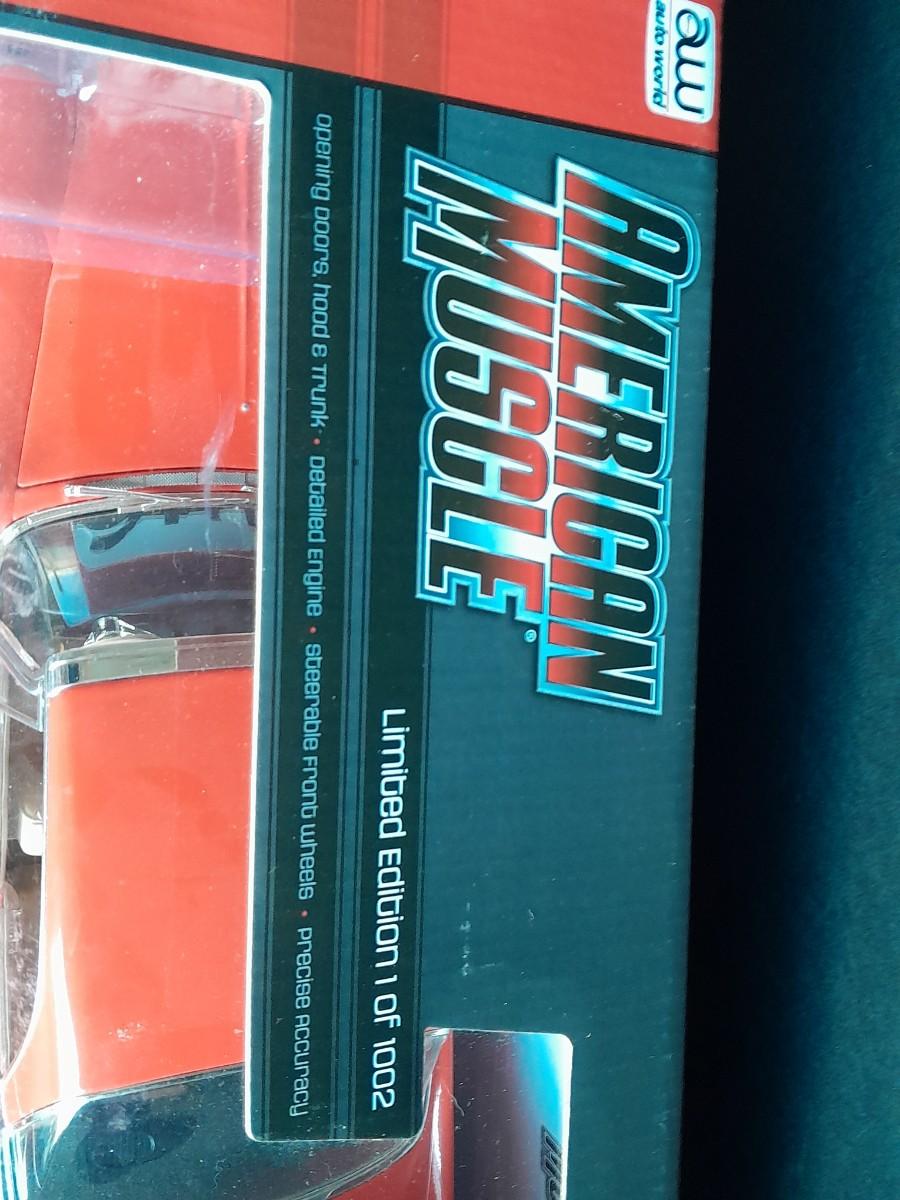 aw
auto world
AMERICAN
MUSCLE®
Limited Edition 1 of 1002
opening doors, hood & Trunk • Detailed Engine • Steerable Front wheels • Precise Accuracy